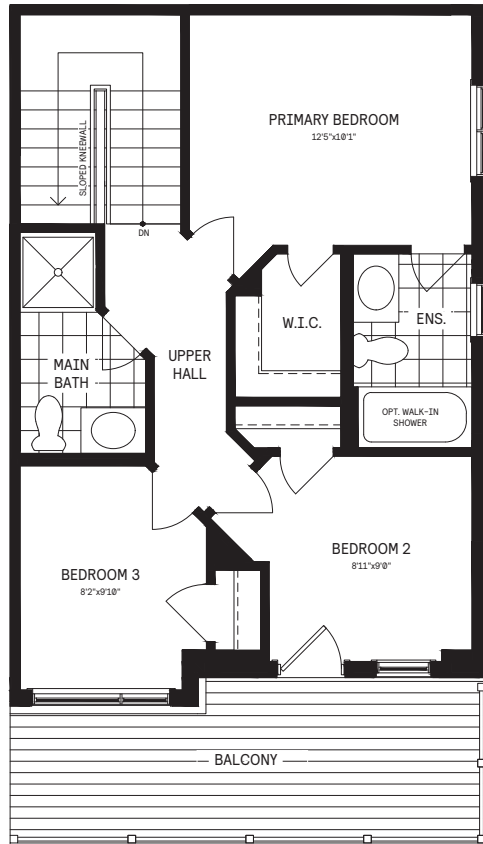 PRIMARY BEDROOM
12'5"x10'1"
SLOPED KNEEWALL
DN
W.I.C.
ENS.
UPPER
HALL
MAIN
BATH
OPT. WALK-IN
SHOWER
BEDROOM 2
8'11"x9'0"
BEDROOM 3
8'2"x9'10"
BALCONY